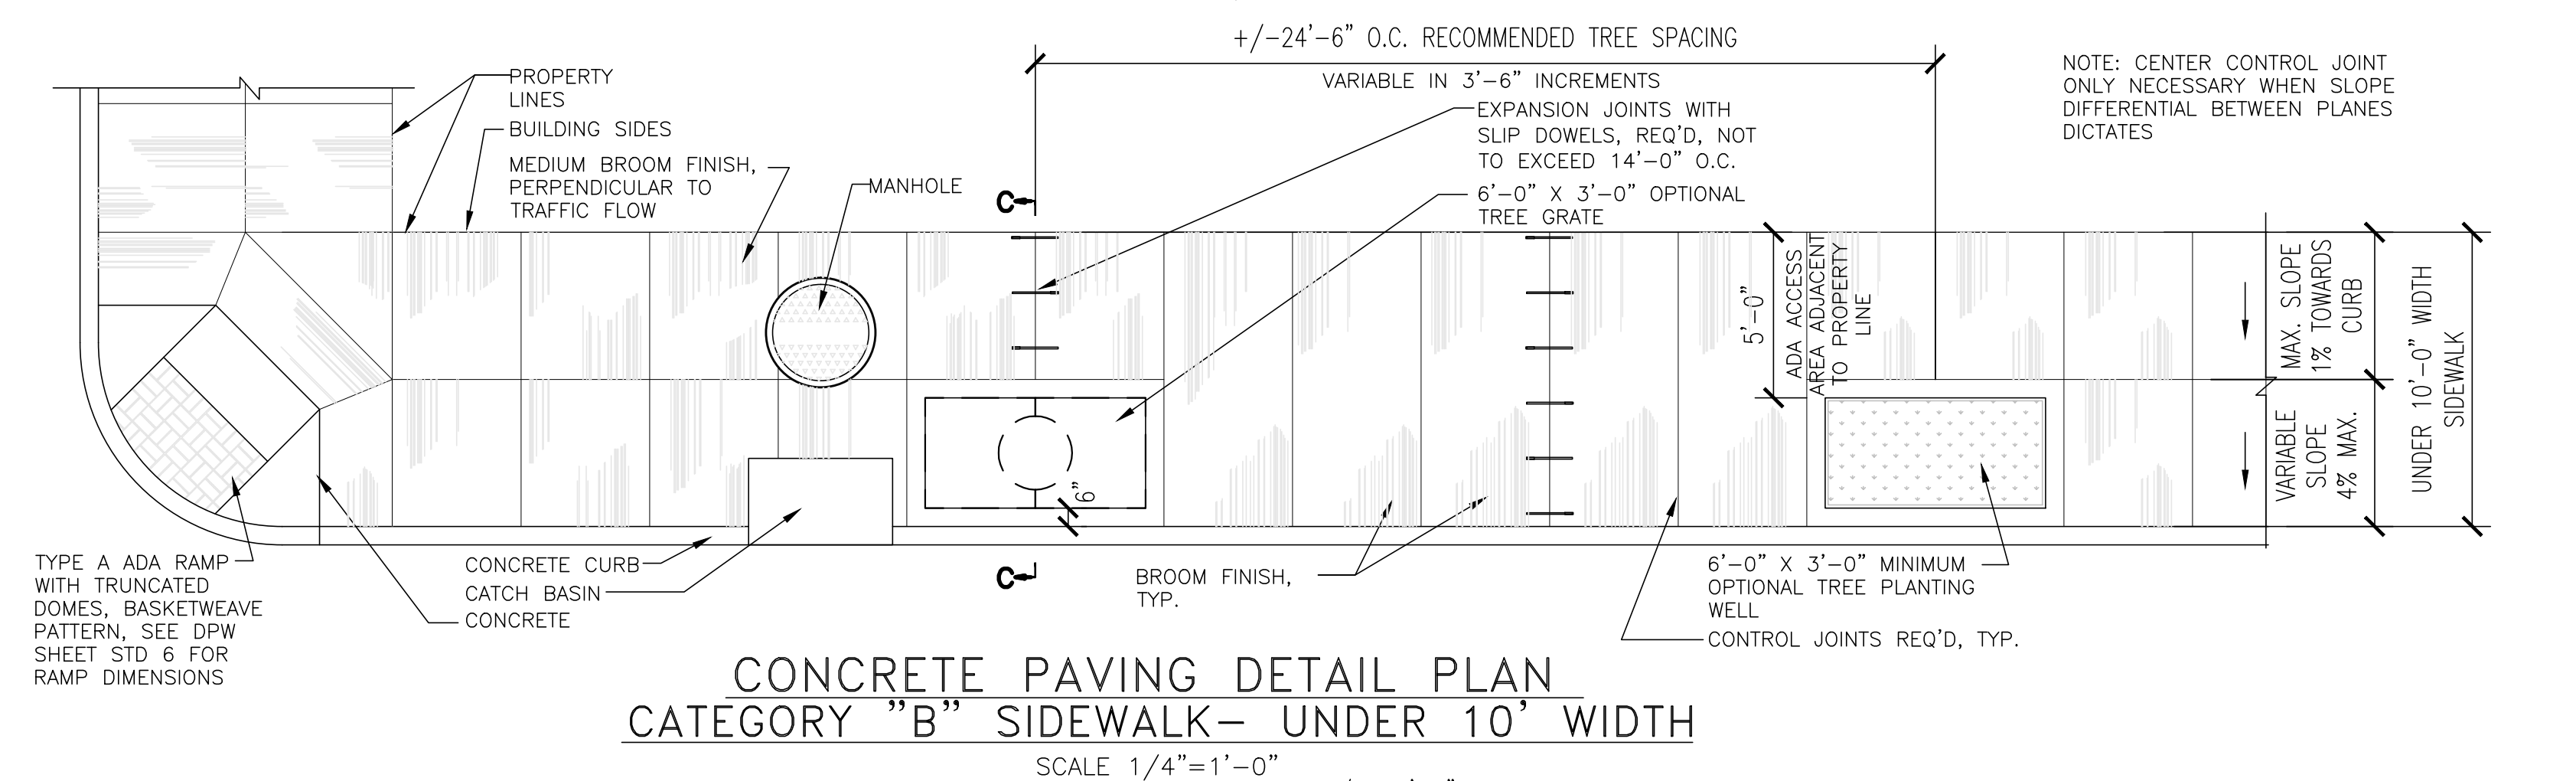 +/-24'-6" O.C. RECOMMENDED TREE SPACING
VARIABLE IN 3'-6" INCREMENTS
NOTE: CENTER CONTROL JOINT
ONLY NECESSARY WHEN SLOPE
DIFFERENTIAL BETWEEN PLANES
DICTATES
PROPERTY
LINES
BUILDING SIDES
MEDIUM BROOM FINISH,
PERPENDICULAR TO
TRAFFIC FLOW
MANHOLE
EXPANSION JOINTS WITH
SLIP DOWELS, REQ'D, NOT
TO EXCEED 14'-0" O.C.
6'-0" X 3'-0" OPTIONAL
TREE GRATE
C
5'-0"
ADA ACCESS
AREA ADJACENT
TO PROPERTY
LINE
MAX. SLOPE
1% TOWARDS
CURB
VARIABLE
SLOPE
4% MAX.
UNDER 10'-0" WIDTH
SIDEWALK
6"
C
TYPE A ADA RAMP
WITH TRUNCATED
DOMES, BASKETWEAVE
PATTERN, SEE DPW
SHEET STD 6 FOR
RAMP DIMENSIONS
CONCRETE CURB
CATCH BASIN
CONCRETE
BROOM FINISH,
TYP.
6'-0" X 3'-0" MINIMUM
OPTIONAL TREE PLANTING
WELL
CONTROL JOINTS REQ'D, TYP.
CONCRETE PAVING DETAIL PLAN
CATEGORY "B" SIDEWALK- UNDER 10' WIDTH
SCALE 1/4"=1'-0"